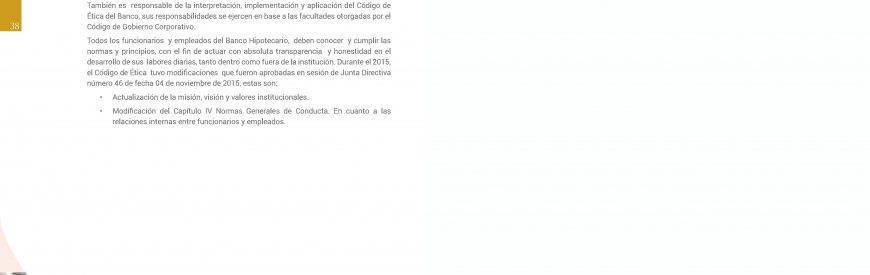 También es responsable de la interpretación, implementación y aplicación del Código de
Ética del Banco, sus responsabilidades se ejercen en base a las facultades otorgadas por el
Código de Gobierno Corporativo.
38
Todos los funcionarios y empleados del Banco Hipotecario, deben conocer y cumplir las
normas y principios, con el fin de actuar con absoluta transparencia y honestidad en el
desarrollo de sus labores diarias, tanto dentro como fuera de la institución. Durante el 2015,
el Código de Ética tuvo modificaciones que fueron aprobadas en sesión de Junta Directiva
número 46 de fecha 04 de noviembre de 2015, estas son:
• Actualización de la misión, visión y valores institucionales.
• Modificación del Capítulo IV Normas Generales de Conducta. En cuanto a las
relaciones internas entre funcionarios y empleados.